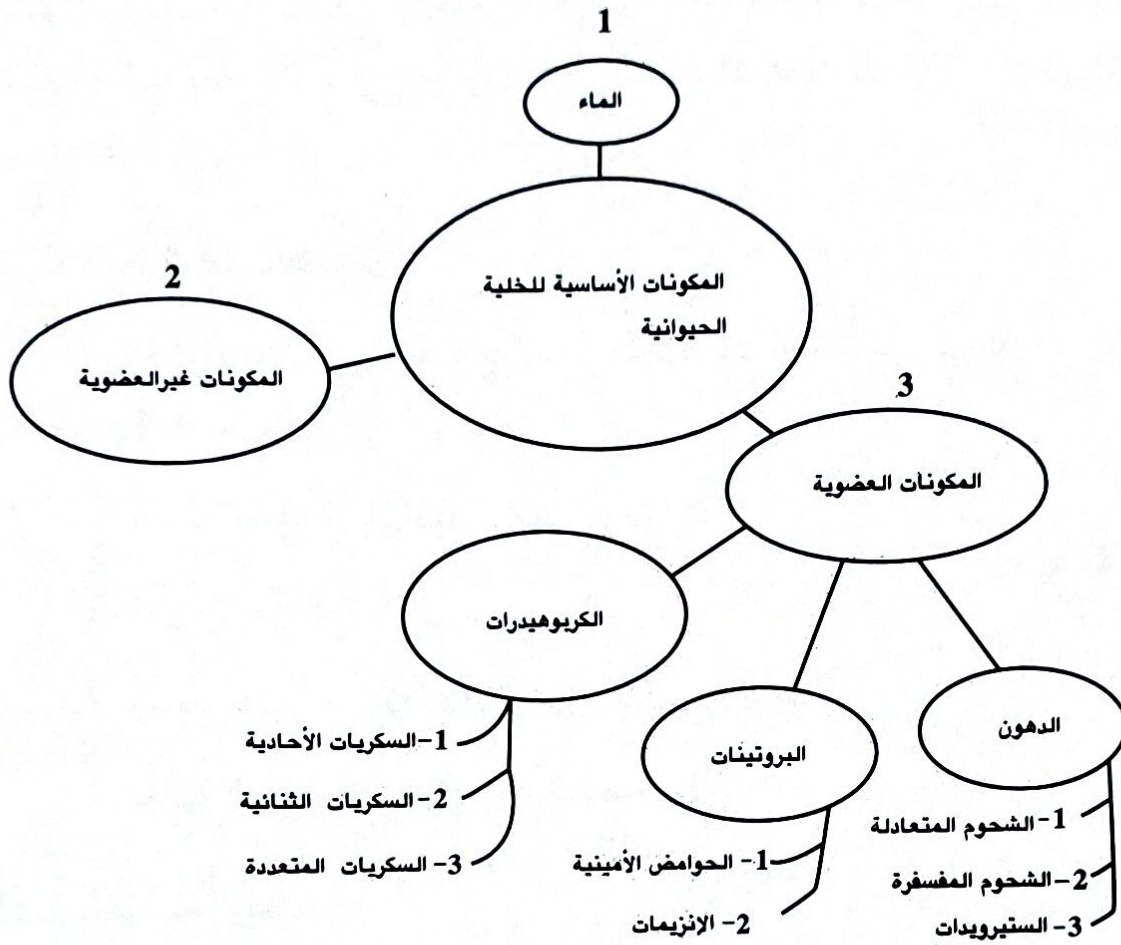 1
الماء
المكونات الأساسية للخلية
الحيوانية
2
المكونات غيرالعضوية
3
المكونات العضوية
الكربوهيدرات
1-السكريات الأحادية
2- السكريات الثنائية
3- السكريات المتعددة
البروتينات
1- الحوامض الأمينية
2- الإنزيمات
الدهون
1- الشحوم المتعادلة
2-الشحوم المفسفرة
3- الستيرويدات